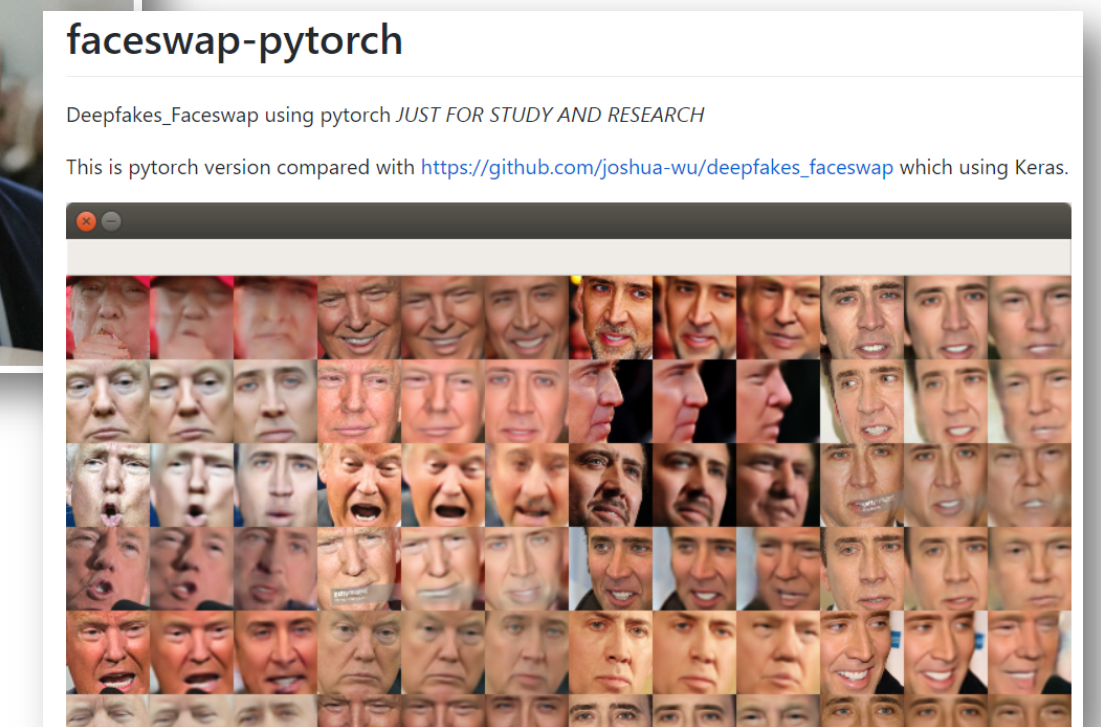 faceswap-pytorch
Deepfakes_Faceswap using pytorch JUST FOR STUDY AND RESEARCH
This is pytorch version compared with https://github.com/joshua-wu/deepfakes_faceswap which using Keras.